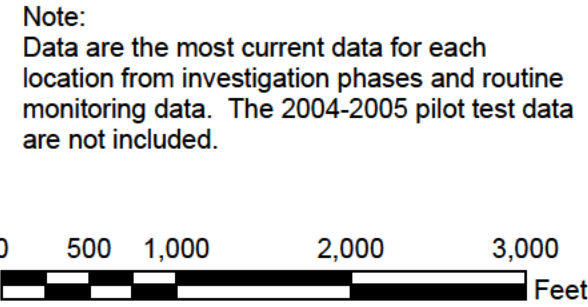 Note:
Data are the most current data for each
location from investigation phases and routine
monitoring data.  The 2004-2005 pilot test data
are not included.
0 500 1,000 2,000 3,000
Feet